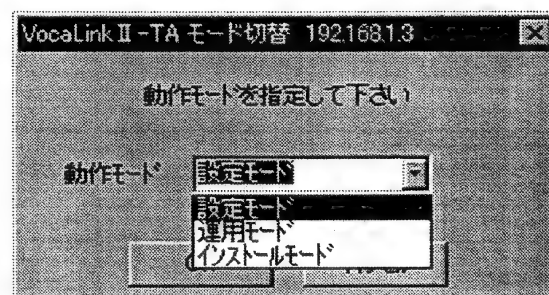 VocaLinkⅡ-TA モード切替 192.168.1.3
動作モードを指定して下さい
動作モード 設定モード
設定モード
運用モード
インストールモード